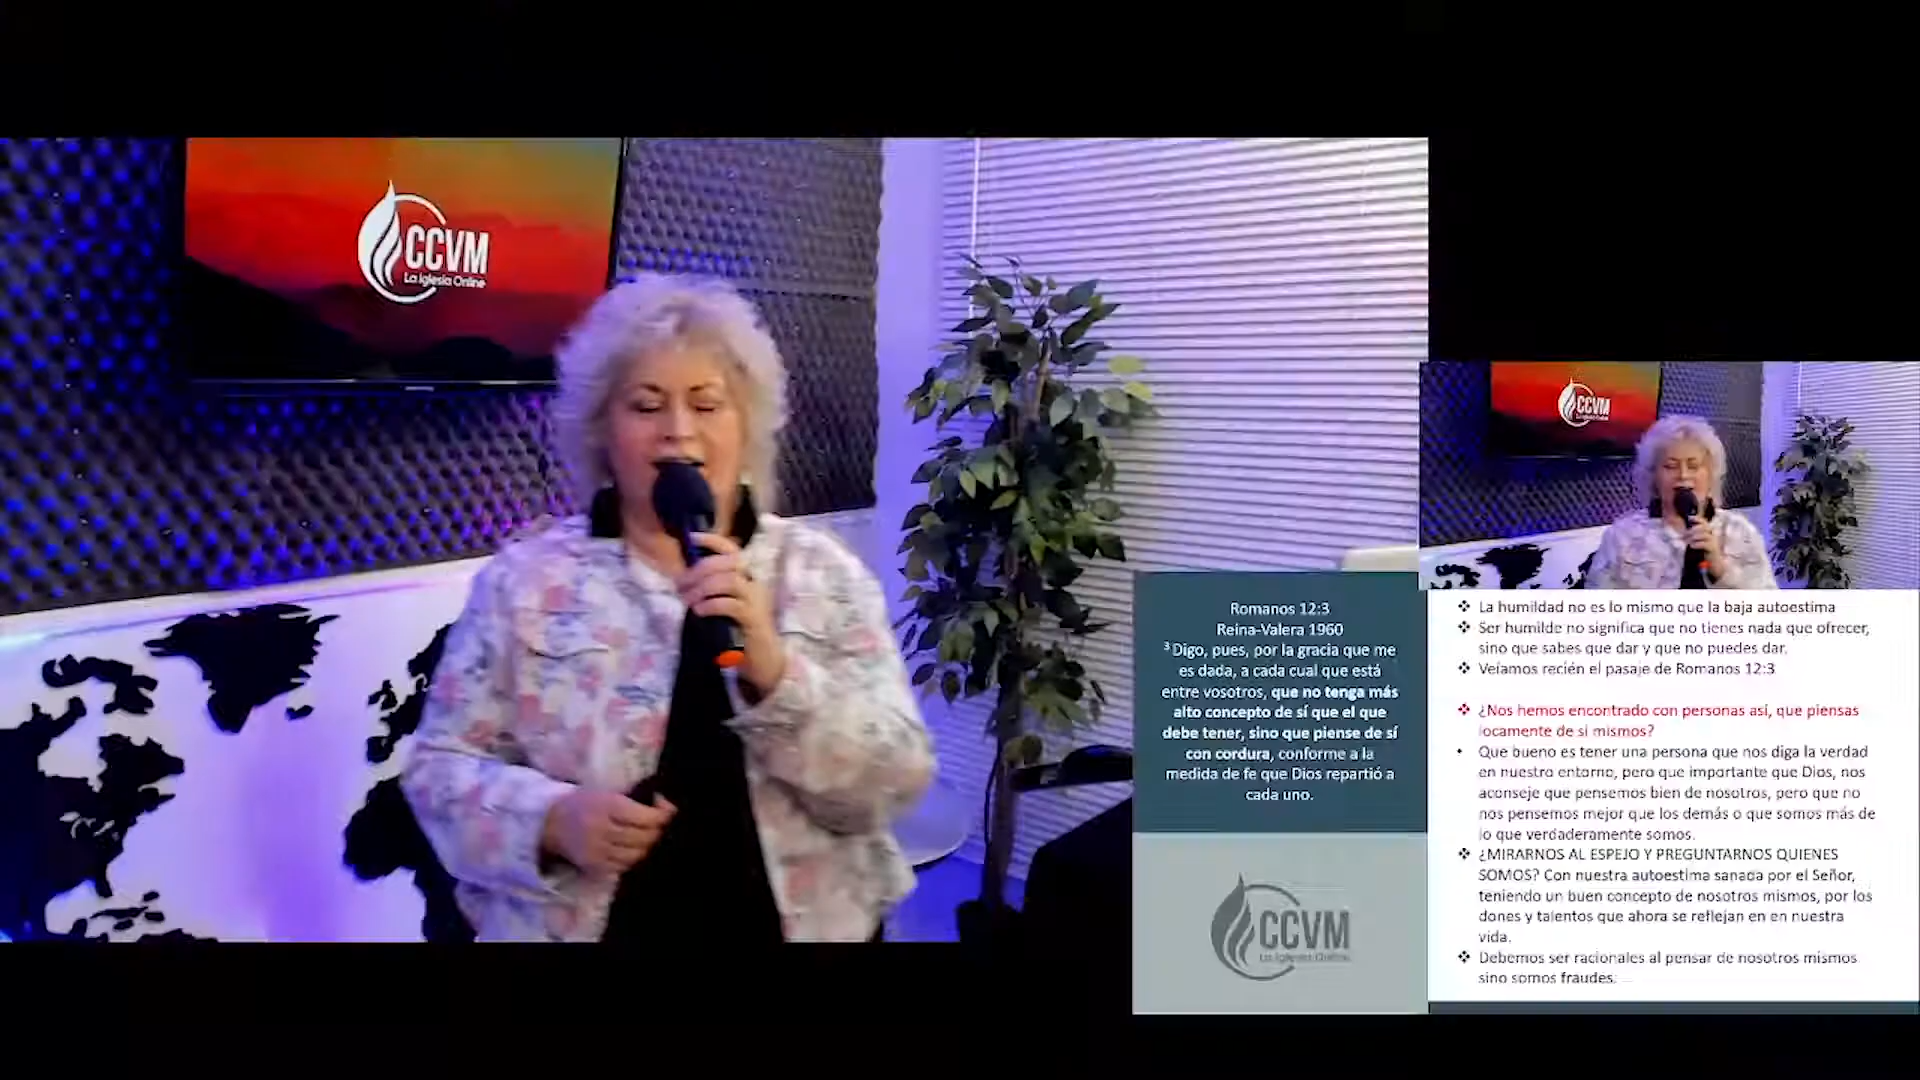 CCVM
La Iglesia Online
CCVM
La Iglesia Online
Romanos 12:3
Reina-Valera 1960
3 Digo, pues, por la gracia que me
es dada, a cada cual que está
entre vosotros, que no tenga más
alto concepto de sí que el que
debe tener, sino que piense de sí
con cordura, conforme a la
medida de fe que Dios repartió a
cada uno.
CCVM
La Iglesia Online
❖ La humildad no es lo mismo que la baja autoestima
❖ Ser humilde no significa que no tienes nada que ofrecer,
sino que sabes que dar y que no puedes dar.
❖ Veíamos recién el pasaje de Romanos 12:3
❖ ¿Nos hemos encontrado con personas así, que piensas
locamente de si mismos?
• Que bueno es tener una persona que nos diga la verdad
en nuestro entorno, pero que importante que Dios, nos
aconseje que pensemos bien de nosotros, pero que no
nos pensemos mejor que los demás o que somos más de
lo que verdaderamente somos.
❖ ¿MIRARNOS AL ESPEJO Y PREGUNTARNOS QUIENES
SOMOS? Con nuestra autoestima sanada por el Señor,
teniendo un buen concepto de nosotros mismos, por los
dones y talentos que ahora se reflejan en en nuestra
vida.
❖ Debemos ser racionales al pensar de nosotros mismos
sino somos fraudes.